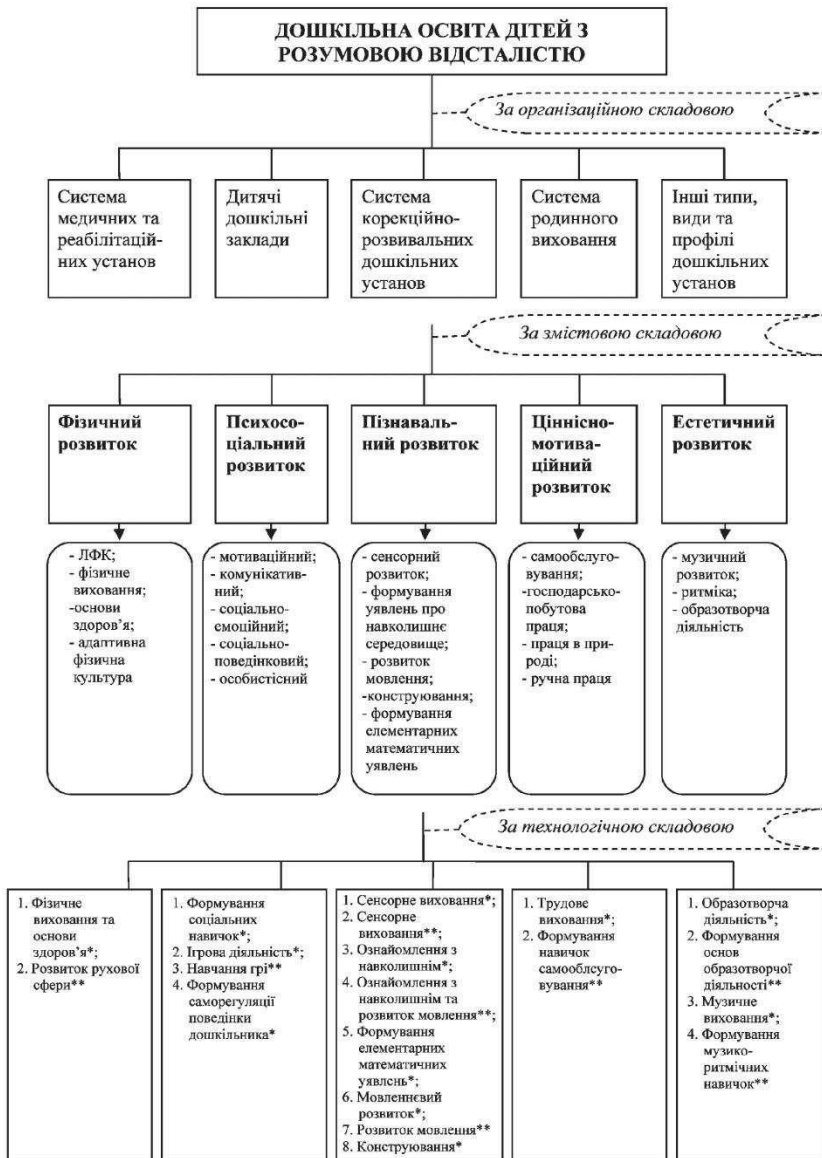 ДОШКІЛЬНА ОСВІТА ДІТЕЙ З
РОЗУМОВОЮ ВІДСТАЛІСТЮ
За організаційною складовою
Система
медичних та
реабілітацій-
них установ
Дитячі
дошкільні
заклади
Система
корекційно-
розвивальних
дошкільних
установ
Система
родинного
виховання
Інші типи,
види та
профілі
дошкільних
установ
За змістовою складовою
Фізичний
розвиток
Психосо-
ціальний
розвиток
Пізнаваль-
ний розвиток
Ціннісно-
мотива-
ційний
розвиток
Естетичний
розвиток
- ЛФК;
- фізичне
виховання;
-основи
здоров’я;
- адаптивна
фізична
культура
- мотиваційний;
- комунікатив-
ний;
- соціально-
емоційний;
- соціально-
поведінковий;
- особистісний
- сенсорний
розвиток;
- формування
уявлень про
навколишнє
середовище;
- розвиток
мовлення;
-конструювання;
- формування
елементарних
математичних
уявлень
- самообслуго-
вування;
-господарсько-
побутова
праця;
- праця в при-
роді;
- ручна праця
- музичний
розвиток;
- ритміка;
- образотворча
діяльність
За технологічною складовою
1. Фізичне
виховання та
основи
здоров’я*;
2. Розвиток рухової
сфери**
1. Формування
соціальних
навичок*;
2. Ігрова діяльність*;
3. Навчання грі**
4. Формування
саморегуляції
поведінки
дошкільника*
1. Сенсорне виховання*;
2. Сенсорне
виховання**;
3. Ознайомлення з
навколишнім*;
4. Ознайомлення з
навколишнім та
розвиток мовлення**;
5. Формування
елементарних
математичних
уявлень*;
6. Мовленнєвий
розвиток*;
7. Розвиток мовлення**
8. Конструювання*
1. Трудове
виховання*;
2. Формування
навичок
самооблсуго-
вування**
1. Образотворча
діяльність*;
2. Формування
основ
образотворчої
діяльності**
3. Музичне
виховання*;
4. Формування
музико-
ритмічних
навичок**